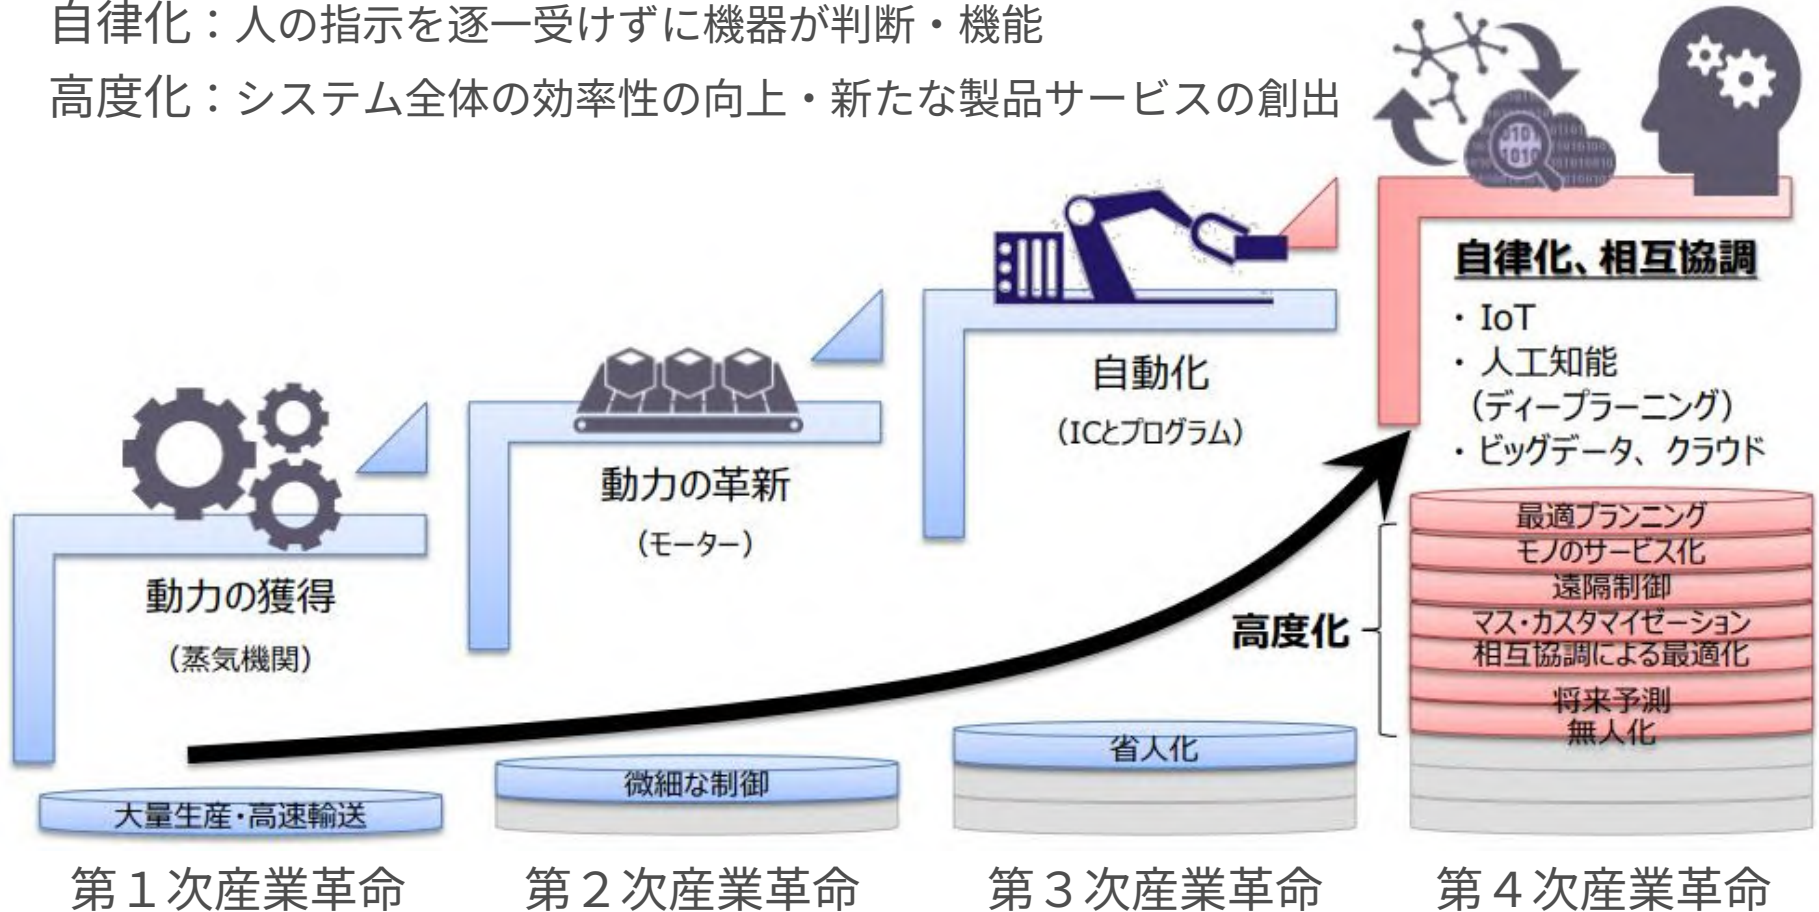 自律化：人の指示を逐一受けずに機器が判断・機能
高度化：システム全体の効率性の向上・新たな製品サービスの創出
動力の獲得
（蒸気機関）
動力の革新
（モーター）
自動化
（ICとプログラム）
自律化、相互協調
・ IoT
・ 人工知能
（ディープラーニング）
・ ビッグデータ、クラウド
高度化
最適プランニング
モノのサービス化
遠隔制御
マス・カスタマイゼーション
相互協調による最適化
将来予測
無人化
大量生産・高速輸送
微細な制御
省人化
第１次産業革命
第２次産業革命
第３次産業革命
第４次産業革命